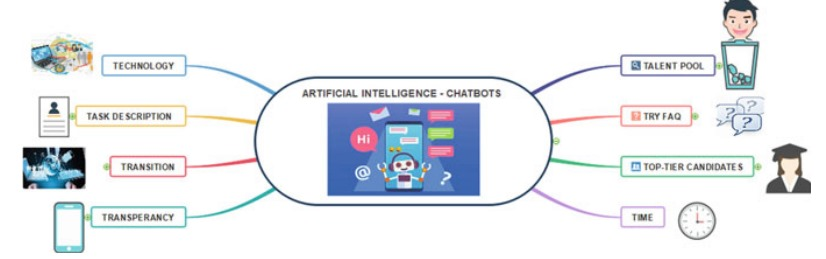 ARTIFICIAL INTELLIGENCE - CHATBOTS
Hi
@
?
TECHNOLOGY
TASK DESCRIPTION
TRANSITION
TRANSPERANCY
TALENT POOL
? TRY FAQ
? ? ?
TOP-TIER CANDIDATES
TIME